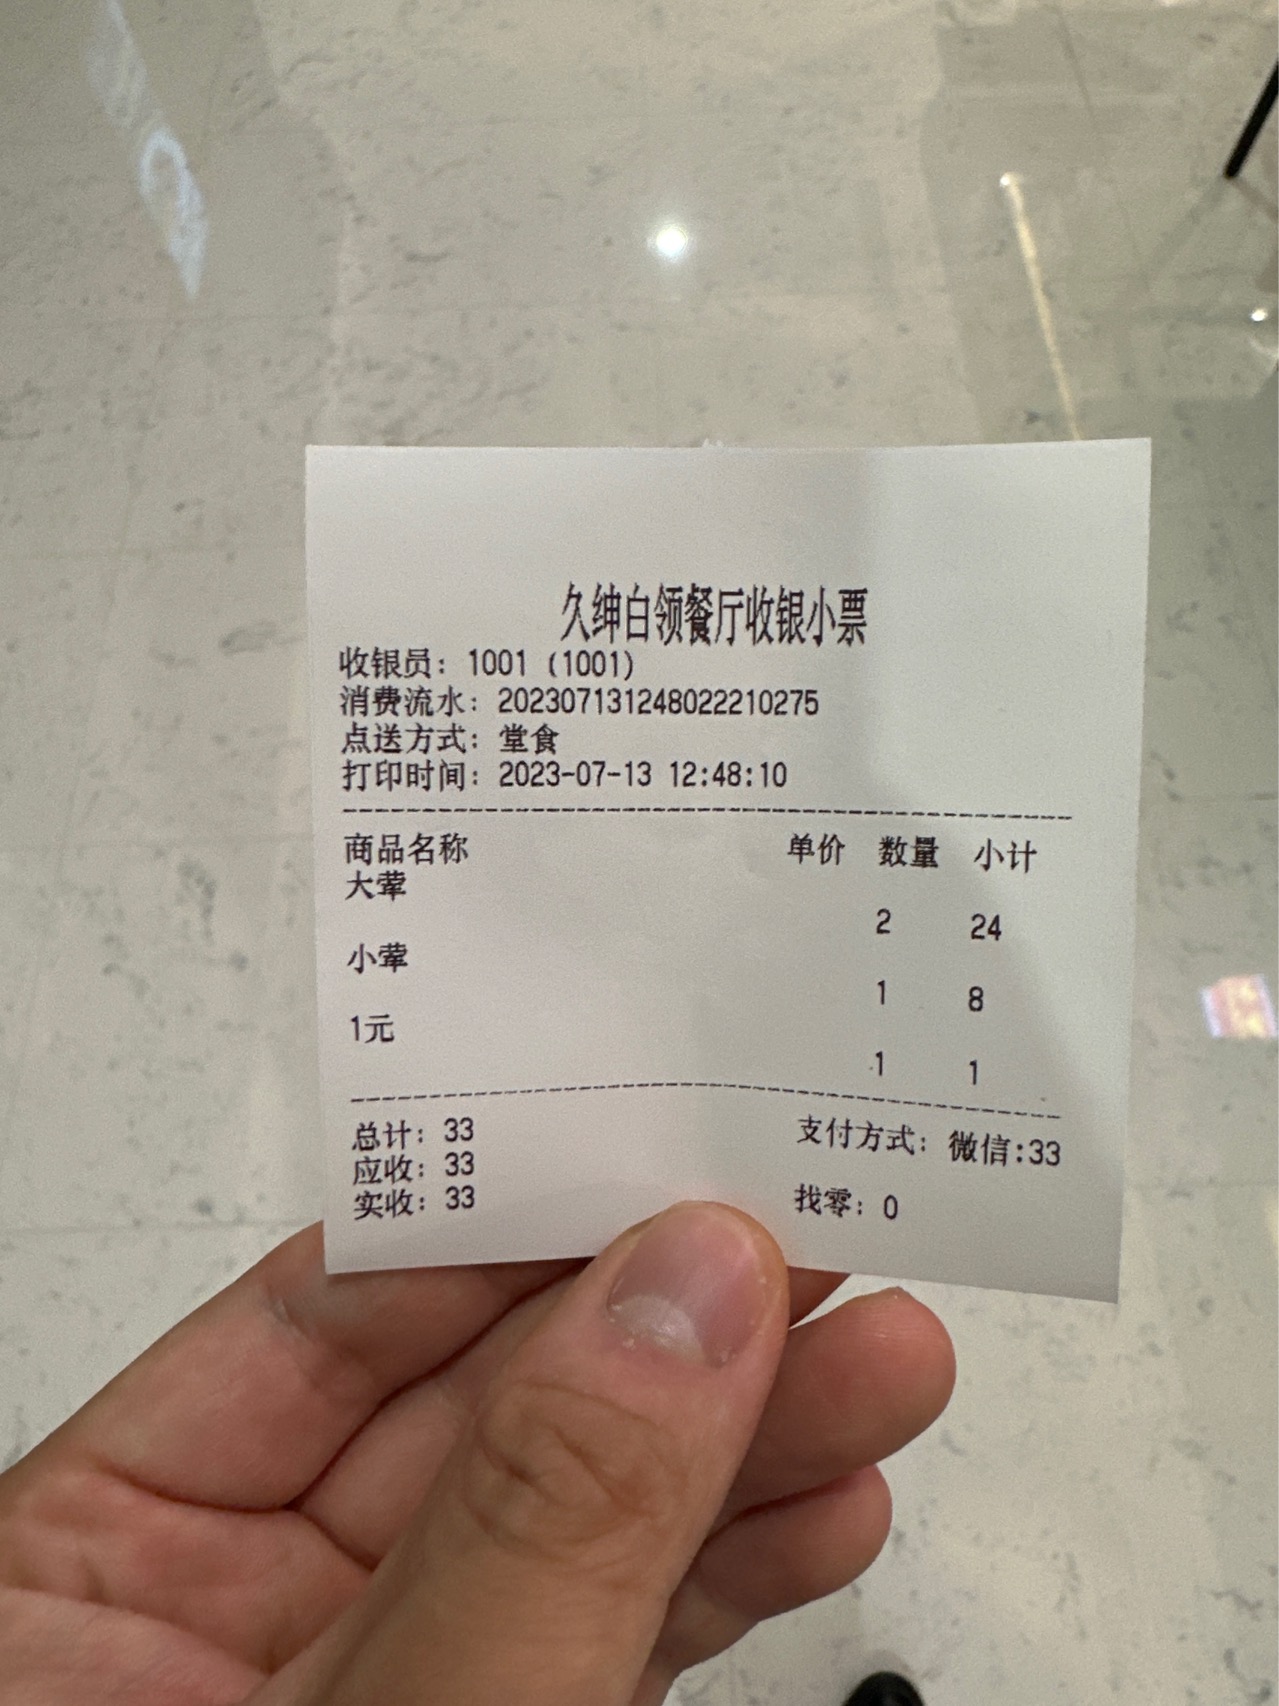 久绅白领餐厅收银小票
收银员：1001 (1001)
消费流水：202307131248022210275
点送方式：堂食
打印时间：2023-07-13 12:48:10
商品名称 单价 数量 小计
大荤
2 24
小荤
1 8
1元
1 1
总计：33 支付方式：微信:33
应收：33
实收：33 找零：0